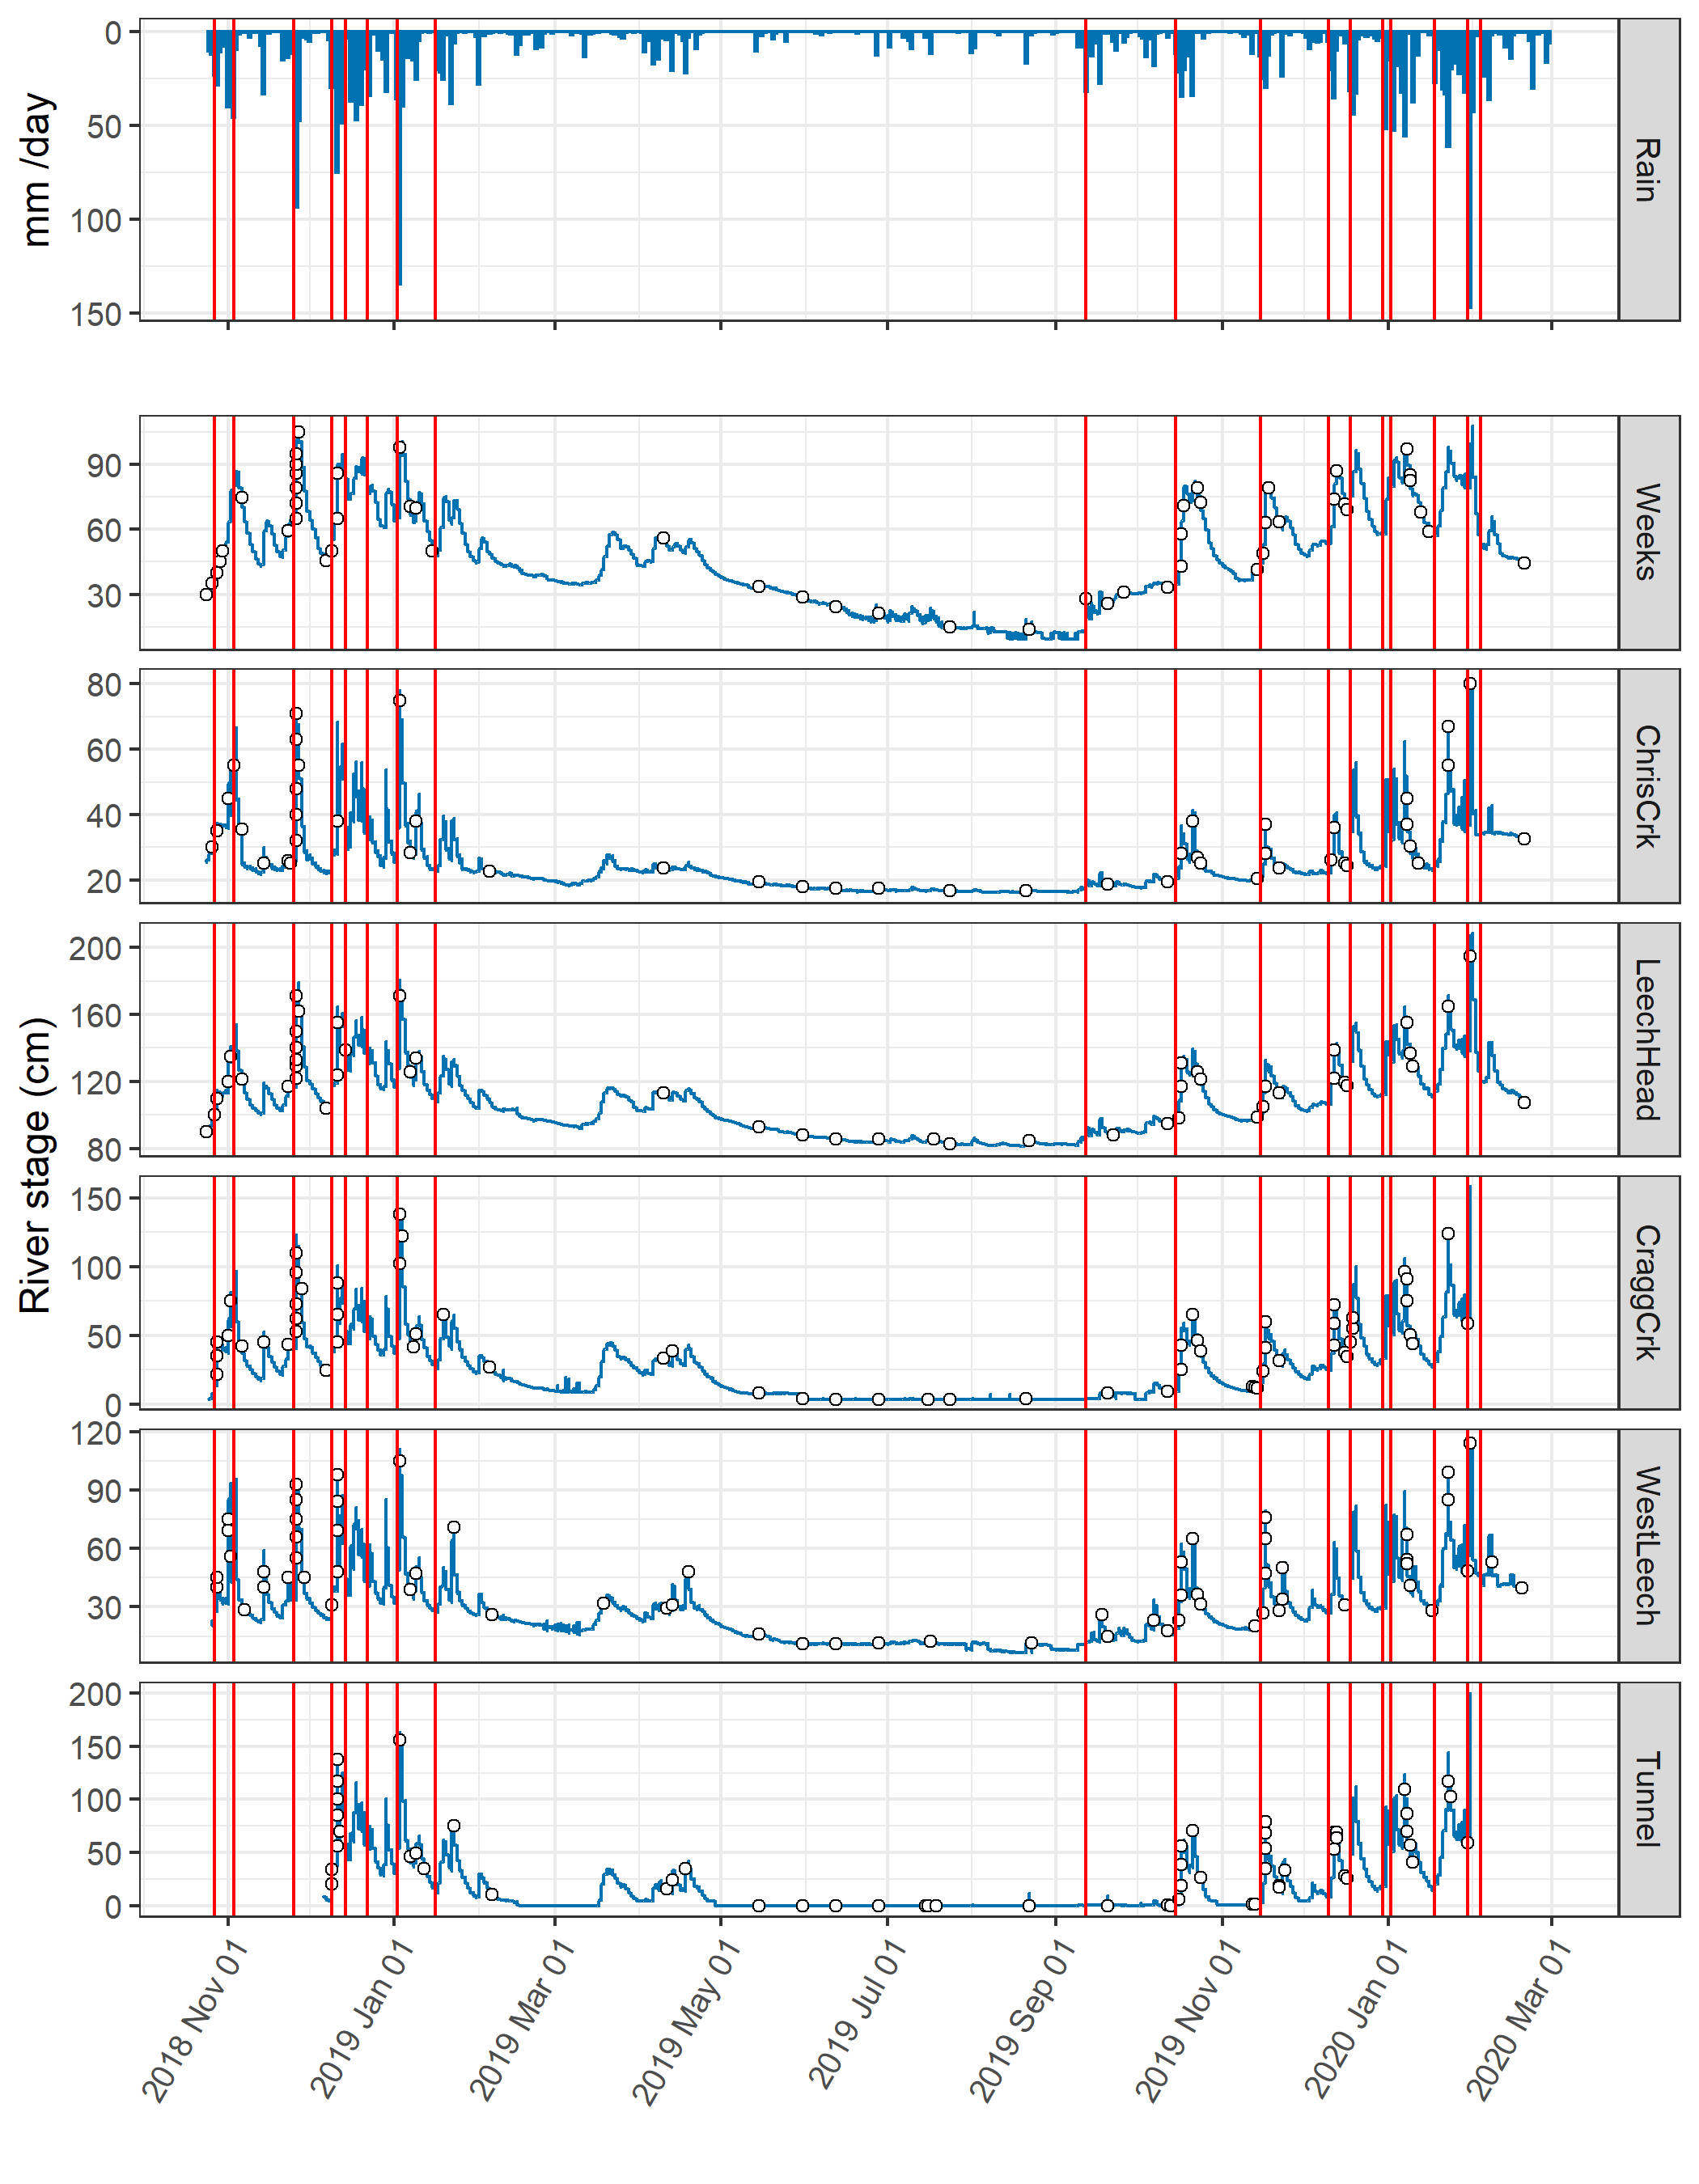 mm /day
0
50
100
150
Rain
River stage (cm)
90
60
30
Weeks
80
60
40
20
ChrisCrk
200
160
120
80
LeechHead
150
100
50
0
CraggCrk
120
90
60
30
WestLeech
200
150
100
50
0
Tunnel
2018 Nov 01
2019 Jan 01
2019 Mar 01
2019 May 01
2019 Jul 01
2019 Sep 01
2019 Nov 01
2020 Jan 01
2020 Mar 01